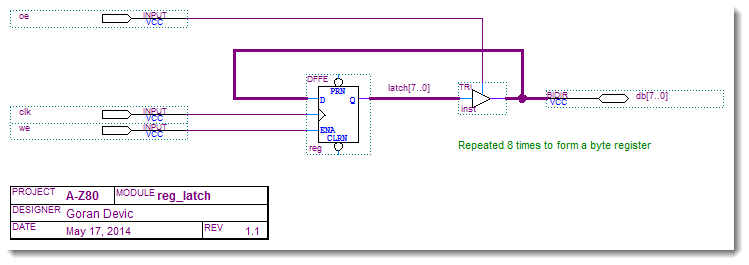 oe
INPUT
VCC
DFFE
PRN
D
Q
latch[7..0]
TRI
inst
BIDIR
VCC
db[7..0]
clk
INPUT
VCC
we
INPUT
VCC
ENA
CLRN
reg
Repeated 8 times to form a byte register
PROJECT A-Z80 MODULE reg_latch
DESIGNER Goran Devic
DATE May 17, 2014 REV 1.1